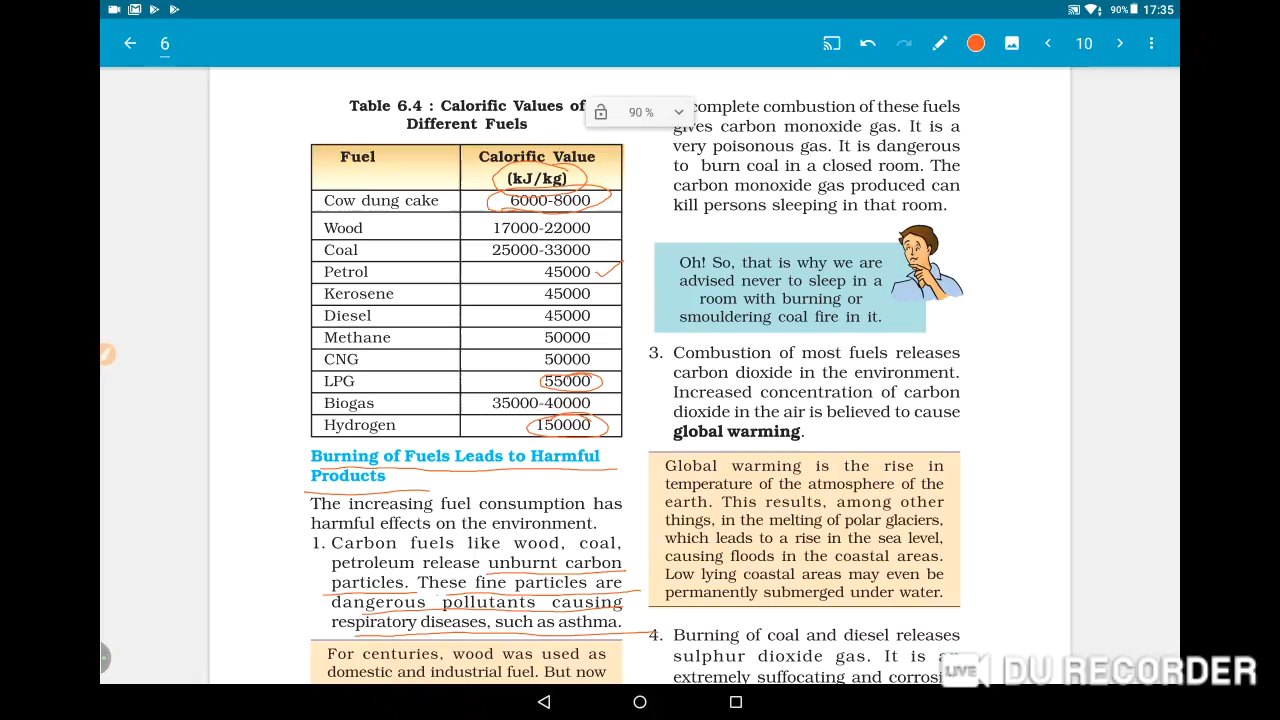 90% 17:35
6
10
Table 6.4 : Calorific Values of
Different Fuels
90 %
Fuel Calorific Value
(kJ/kg)
Cow dung cake 6000-8000
Wood 17000-22000
Coal 25000-33000
Petrol 45000
Kerosene 45000
Diesel 45000
Methane 50000
CNG 50000
LPG 55000
Biogas 35000-40000
Hydrogen 150000
Burning of Fuels Leads to Harmful
Products
The increasing fuel consumption has
harmful effects on the environment.
1. Carbon fuels like wood, coal,
petroleum release unburnt carbon
particles. These fine particles are
dangerous pollutants causing
respiratory diseases, such as asthma.
For centuries, wood was used as
domestic and industrial fuel. But now
complete combustion of these fuels
gives carbon monoxide gas. It is a
very poisonous gas. It is dangerous
to burn coal in a closed room. The
carbon monoxide gas produced can
kill persons sleeping in that room.
Oh! So, that is why we are
advised never to sleep in a
room with burning or
smouldering coal fire in it.
3. Combustion of most fuels releases
carbon dioxide in the environment.
Increased concentration of carbon
dioxide in the air is believed to cause
global warming.
Global warming is the rise in
temperature of the atmosphere of the
earth. This results, among other
things, in the melting of polar glaciers,
which leads to a rise in the sea level,
causing floods in the coastal areas.
Low lying coastal areas may even be
permanently submerged under water.
4. Burning of coal and diesel releases
sulphur dioxide gas. It is an
extremely suffocating and
LIVE DU RECORDER